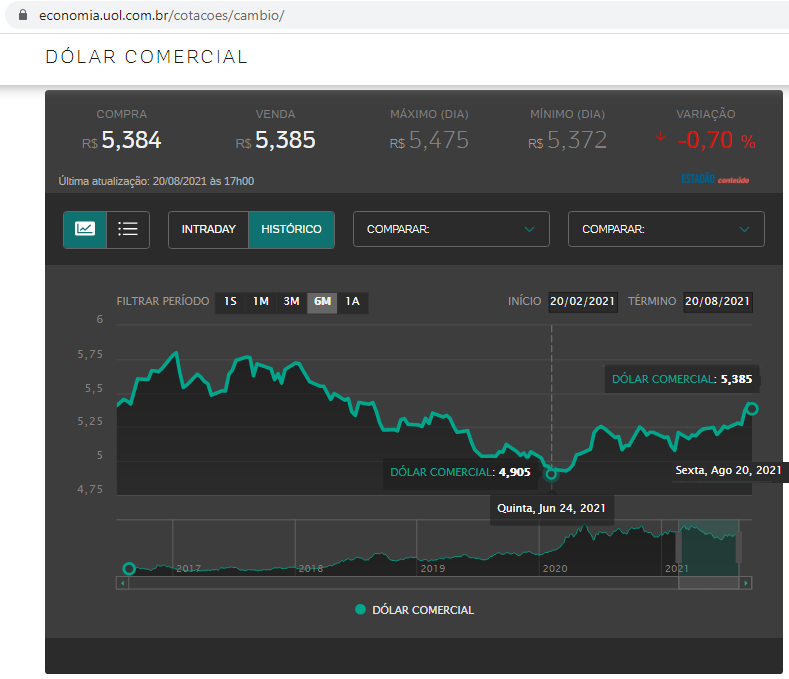 economia.uol.com.br/cotacoes/cambio/
DÓLAR COMERCIAL
COMPRA VENDA MÁXIMO (DIA) MÍNIMO (DIA) VARIAÇÃO
R$ 5,384 R$ 5,385 R$ 5,475 R$ 5,372 -0,70 %
Última atualização: 20/08/2021 às 17h00 ESTADÃO conteúdo
INTRADAY HISTÓRICO COMPARAR: COMPARAR:
FILTRAR PERÍODO 1S 1M 3M 6M 1A INÍCIO 20/02/2021 TÉRMINO 20/08/2021
6
5,75
DÓLAR COMERCIAL: 5,385
5,5
5,25
5
DÓLAR COMERCIAL: 4,905 Sexta, Ago 20, 2021
4,75
Quinta, Jun 24, 2021
2017 2018 2019 2020 2021
DÓLAR COMERCIAL